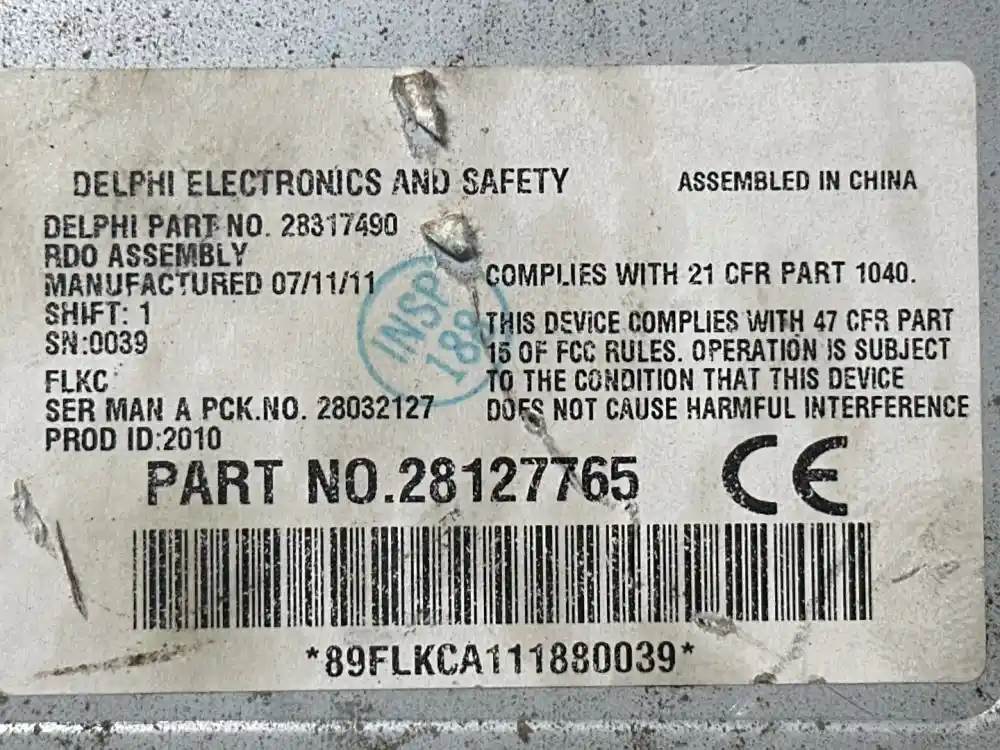 DELPHI ELECTRONICS AND SAFETY
ASSEMBLED IN CHINA
DELPHI PART NO. 28317490
RDO ASSEMBLY
MANUFACTURED 07/11/11
SHIFT: 1
SN:0039
FLKC
SER MAN A PCK.NO. 28032127
PROD ID:2010
INSP
188
COMPLIES WITH 21 CFR PART 1040.
THIS DEVICE COMPLIES WITH 47 CFR PART
15 OF FCC RULES. OPERATION IS SUBJECT
TO THE CONDITION THAT THIS DEVICE
DOES NOT CAUSE HARMFUL INTERFERENCE
PART NO.28127765
CE
*89FLKCA111880039*